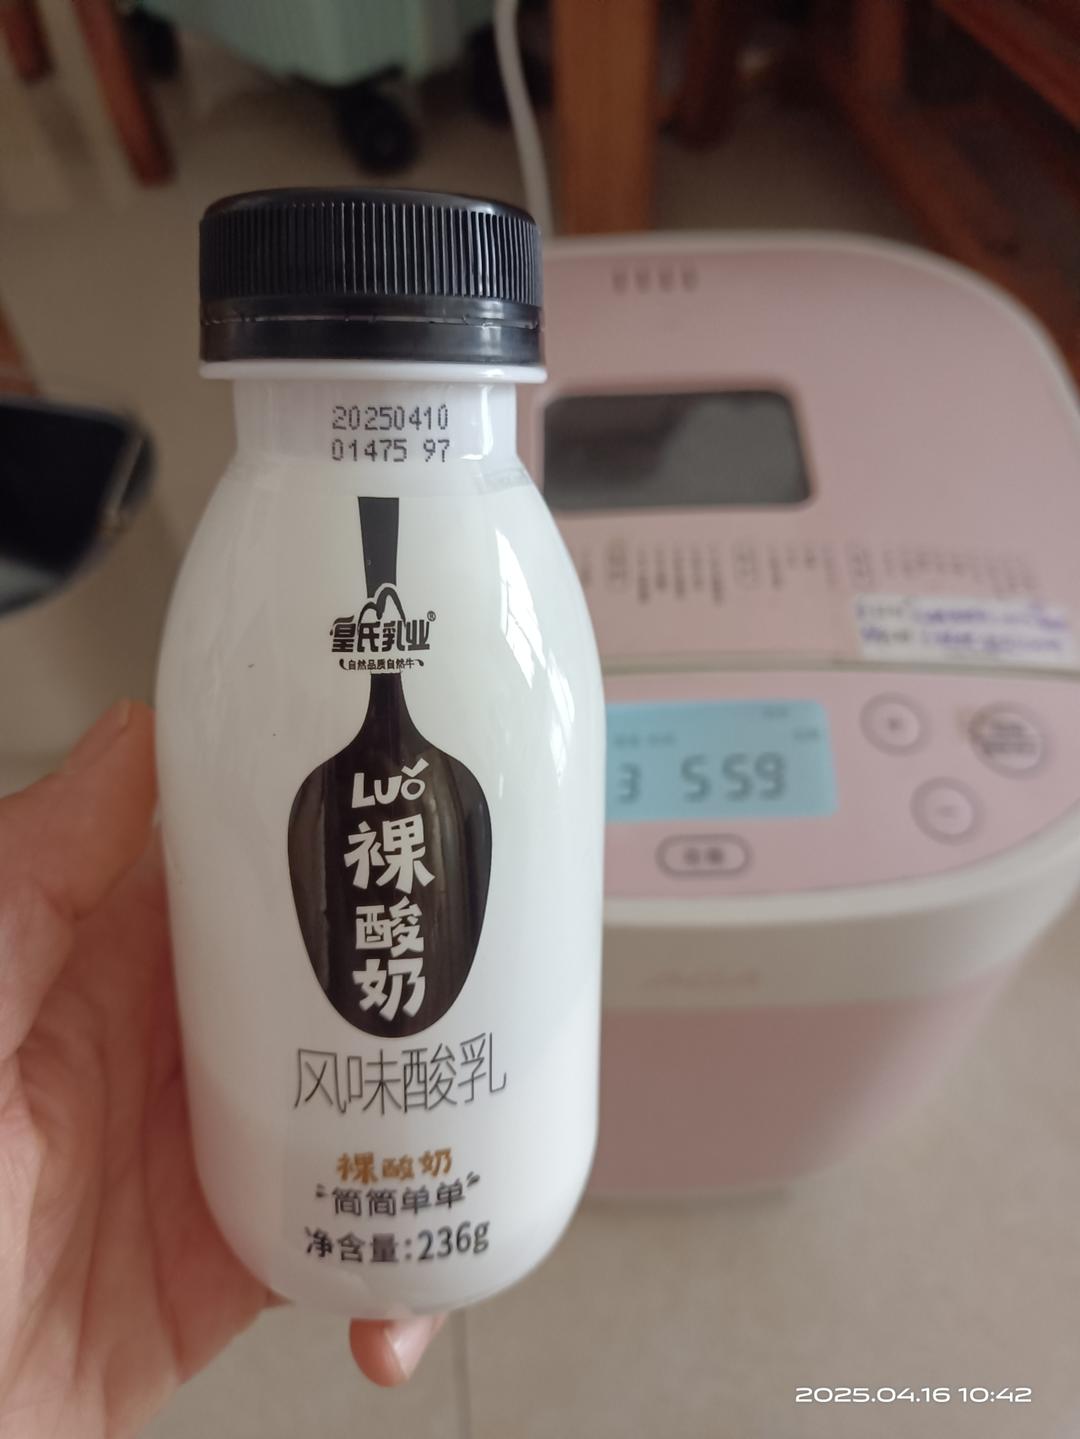 20250410
01475 97
皇氏乳业®
自然品质自然牛
LUǒ
裸
酸
奶
风味酸乳
裸酸奶
"简简单单"
净含量:236g
3 559
2025.04.16 10:42